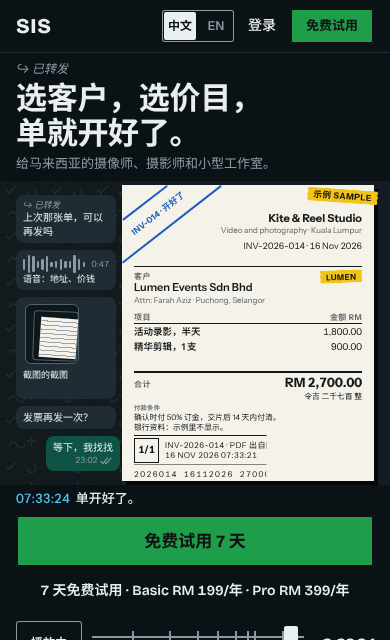 SIS
中文
EN
登录
免费试用
已转发
选客户，选价目，
单就开好了。
给马来西亚的摄像师、摄影师和小型工作室。
已转发
上次那张单，可以
再发吗
0:47
语音：地址、价钱
截图的截图
发票再发一次？
等下，我找找
23:02
示例 SAMPLE
INV-014 · 开好了
Kite & Reel Studio
Video and photography · Kuala Lumpur
INV-2026-014 · 16 Nov 2026
客户
LUMEN
Lumen Events Sdn Bhd
Attn: Farah Aziz · Puchong, Selangor
项目
金额 RM
活动录影，半天
1,800.00
精华剪辑，1支
900.00
合计
RM 2,700.00
令吉 二千七百 整
付款条件
确认时付 50% 订金，交片后 14 天内付清。
银行资料：示例里不显示。
1/1
INV-2026-014 · PDF 出自
16 NOV 2026 07:33:21
2026014 16112026 2700
07:33:24 单开好了。
免费试用 7 天
7 天免费试用 · Basic RM 199/年 · Pro RM 399/年